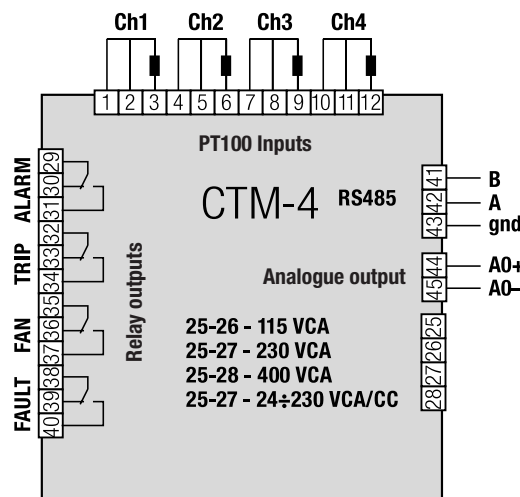 Ch1 Ch2 Ch3 Ch4
1 2 3 4 5 6 7 8 9 10 11 12
PT100 Inputs
CTM-4 RS485
ALARM
29
30
31
TRIP
32
33
34
FAN
35
36
37
FAULT
38
39
40
Relay outputs
41 B
42 A
43 gnd
Analogue output
44 A0+
45 A0–
25-26 - 115 VCA
25-27 - 230 VCA
25-28 - 400 VCA
25-27 - 24÷230 VCA/CC
25
26
27
28